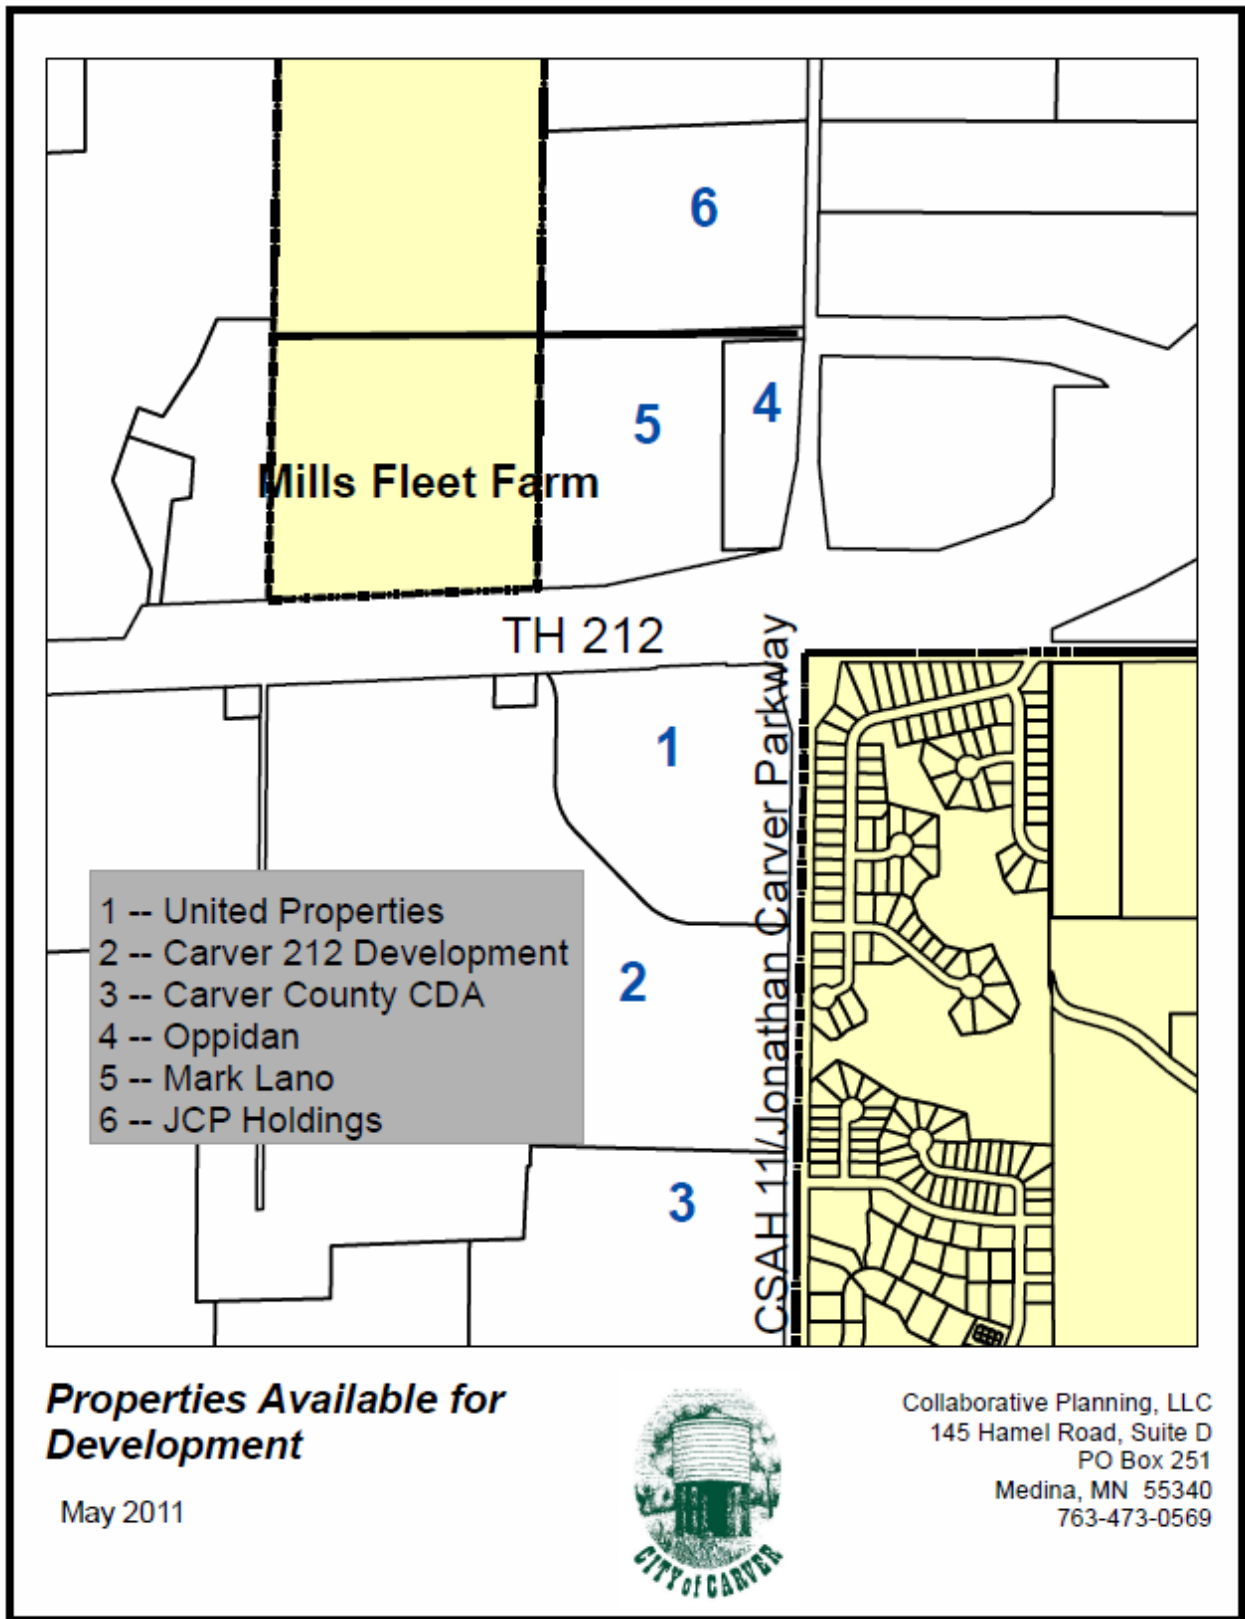 6
5
4
Mills Fleet Farm
TH 212
1
CSAH 11/Jonathan Carver Parkway
1 -- United Properties
2 -- Carver 212 Development
3 -- Carver County CDA
4 -- Oppidan
5 -- Mark Lano
6 -- JCP Holdings
2
3
Properties Available for
Development
May 2011
CITY of CARVER
Collaborative Planning, LLC
145 Hamel Road, Suite D
PO Box 251
Medina, MN  55340
763-473-0569